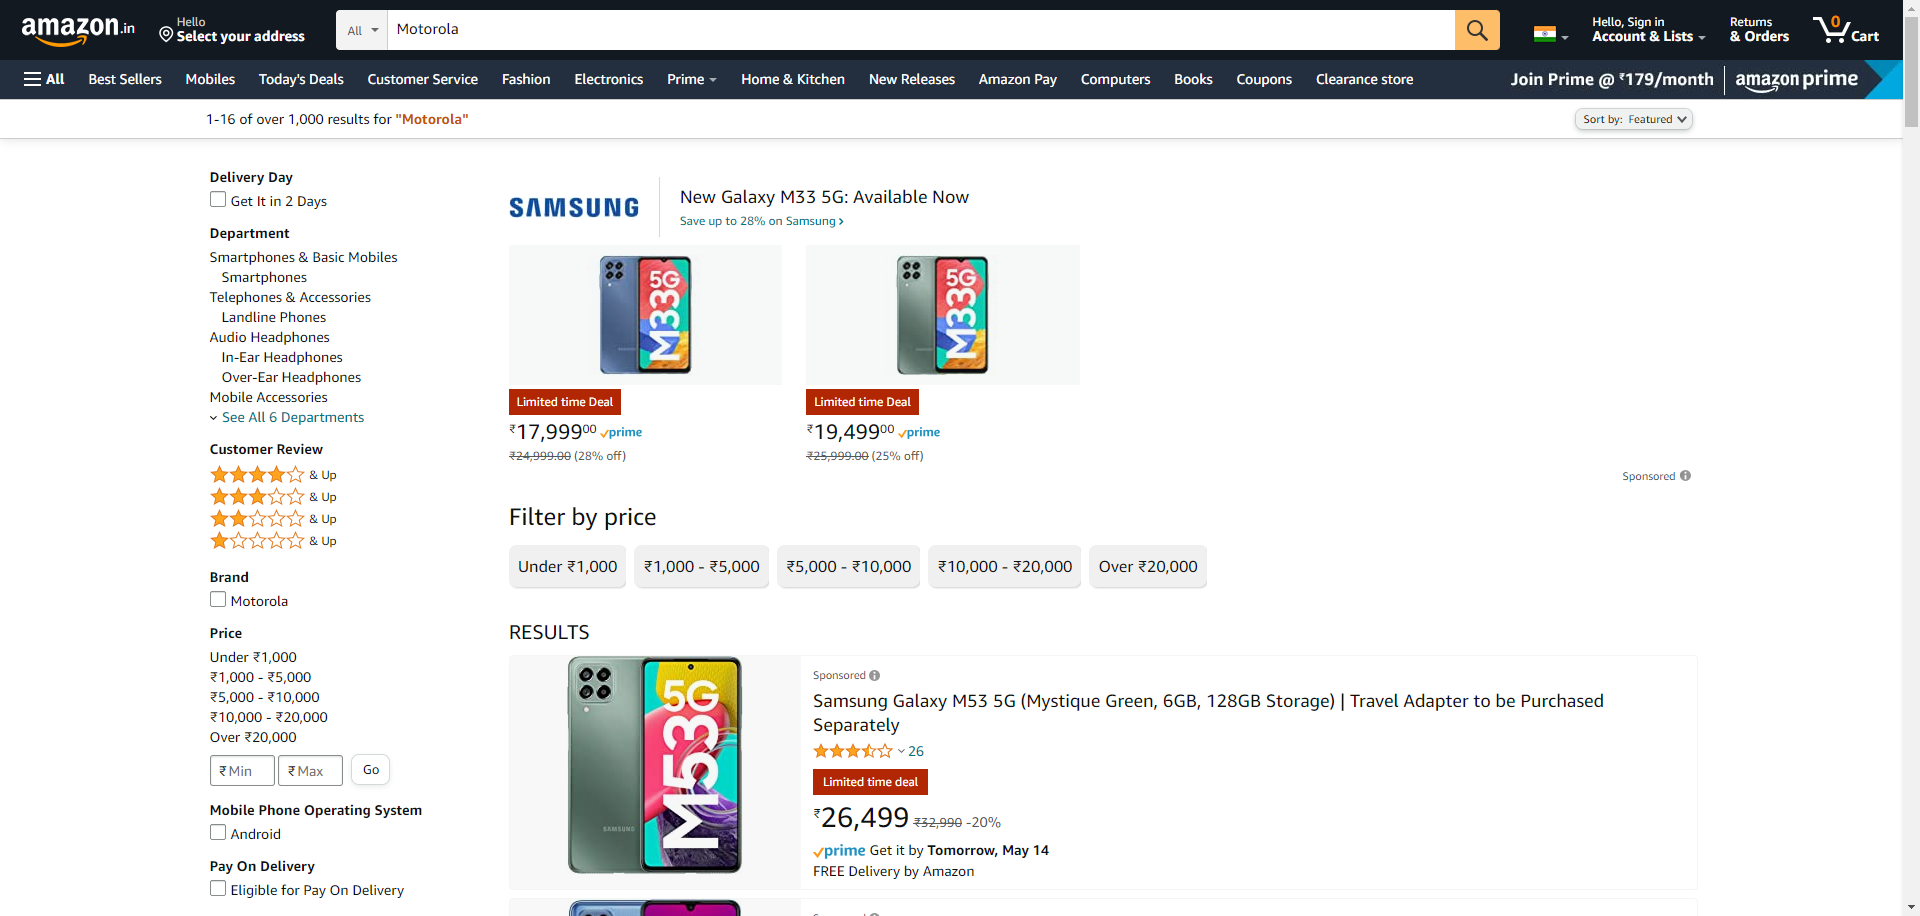 amazon.in
Hello
Select your address
All
Motorola
Hello, Sign in
Account & Lists
Returns
& Orders
0
Cart
All
Best Sellers
Mobiles
Today's Deals
Customer Service
Fashion
Electronics
Prime
Home & Kitchen
New Releases
Amazon Pay
Computers
Books
Coupons
Clearance store
Join Prime @ ₹179/month
amazon prime
1-16 of over 1,000 results for "Motorola"
Sort by: Featured
Delivery Day
Get It in 2 Days
Department
Smartphones & Basic Mobiles
Smartphones
Telephones & Accessories
Landline Phones
Audio Headphones
In-Ear Headphones
Over-Ear Headphones
Mobile Accessories
See All 6 Departments
Customer Review
& Up
& Up
& Up
& Up
Brand
Motorola
Price
Under ₹1,000
₹1,000 - ₹5,000
₹5,000 - ₹10,000
₹10,000 - ₹20,000
Over ₹20,000
₹ Min
₹ Max
Go
Mobile Phone Operating System
Android
Pay On Delivery
Eligible for Pay On Delivery
SAMSUNG
New Galaxy M33 5G: Available Now
Save up to 28% on Samsung
5G
M33
5G
M33
Limited time Deal
₹17,99900 prime
₹24,999.00 (28% off)
Limited time Deal
₹19,49900 prime
₹25,999.00 (25% off)
Sponsored
Filter by price
Under ₹1,000
₹1,000 - ₹5,000
₹5,000 - ₹10,000
₹10,000 - ₹20,000
Over ₹20,000
RESULTS
5G
M53
SAMSUNG
Sponsored
Samsung Galaxy M53 5G (Mystique Green, 6GB, 128GB Storage) | Travel Adapter to be Purchased
Separately
26
Limited time deal
₹26,499 ₹32,990 -20%
prime Get it by Tomorrow, May 14
FREE Delivery by Amazon